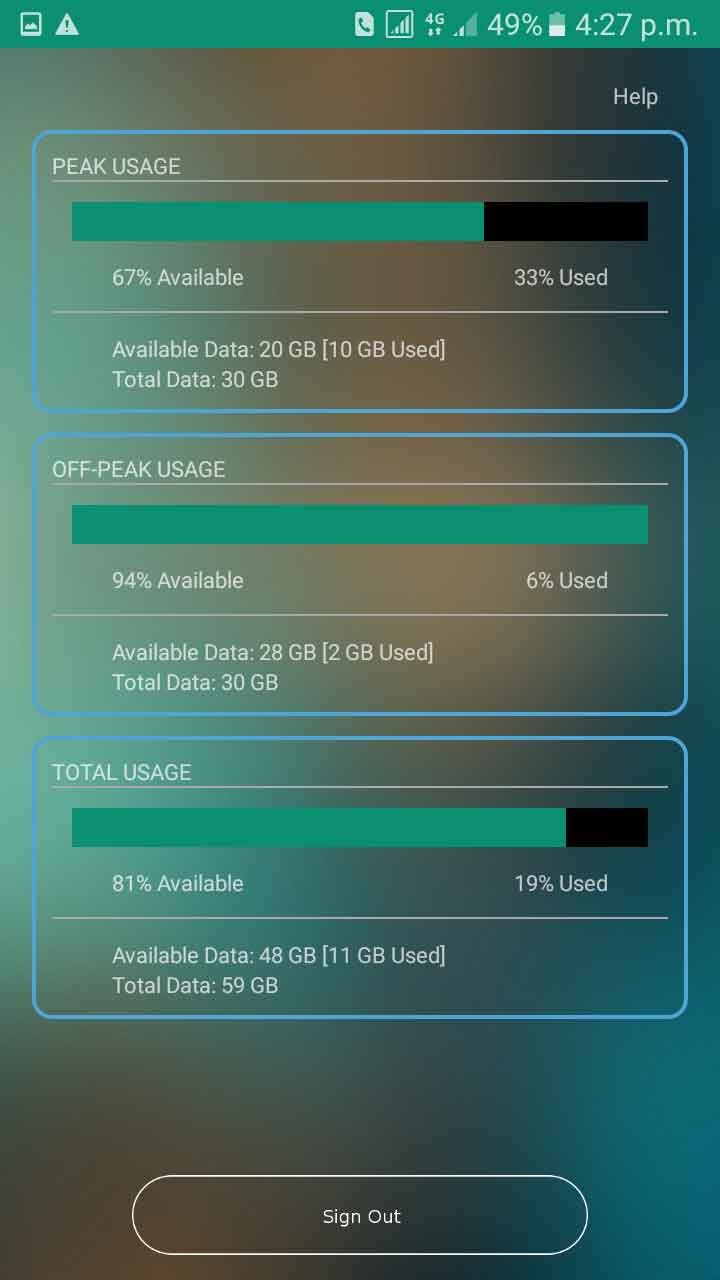 4G 49% 4:27 p.m.
Help
PEAK USAGE
67% Available 33% Used
Available Data: 20 GB [10 GB Used]
Total Data: 30 GB
OFF-PEAK USAGE
94% Available 6% Used
Available Data: 28 GB [2 GB Used]
Total Data: 30 GB
TOTAL USAGE
81% Available 19% Used
Available Data: 48 GB [11 GB Used]
Total Data: 59 GB
Sign Out